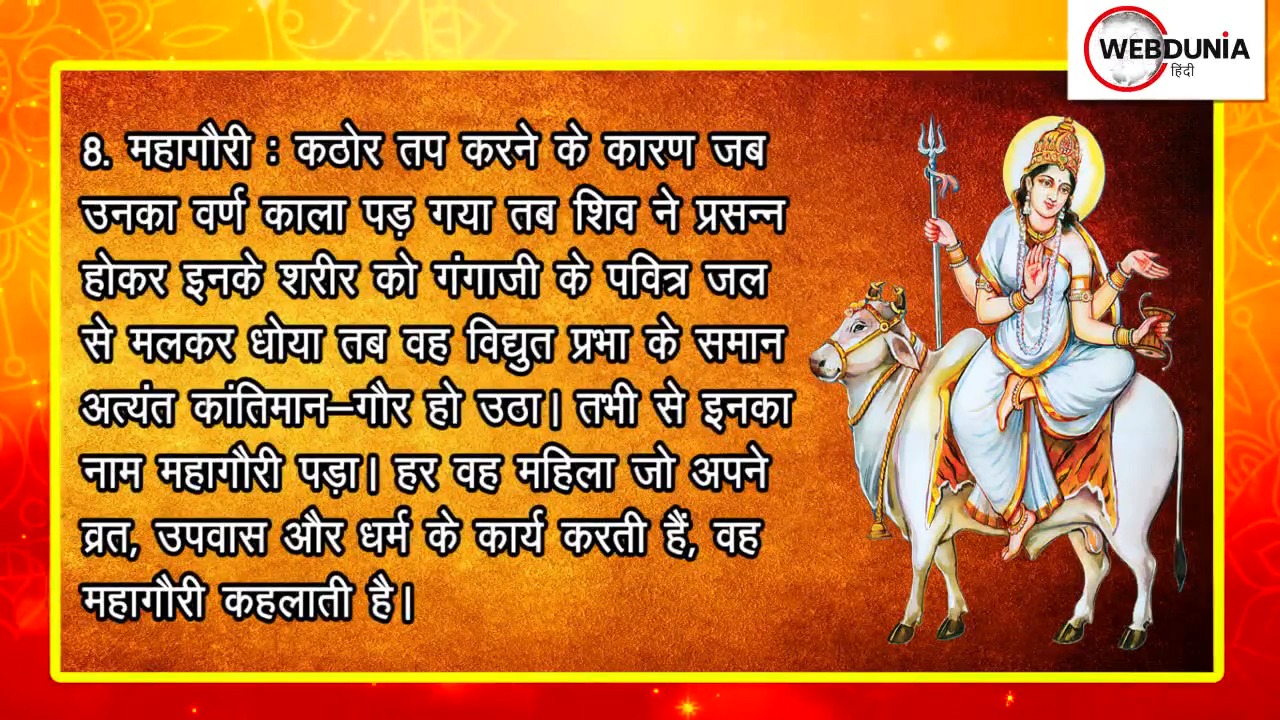 WEBDUNIA
हिंदी
8. महागौरी : कठोर तप करने के कारण जब
उनका वर्ण काला पड़ गया तब शिव ने प्रसन्न
होकर इनके शरीर को गंगाजी के पवित्र जल
से मलकर धोया तब वह विद्युत प्रभा के समान
अत्यंत कांतिमान–गौर हो उठा। तभी से इनका
नाम महागौरी पड़ा। हर वह महिला जो अपने
व्रत, उपवास और धर्म के कार्य करती हैं, वह
महागौरी कहलाती है।